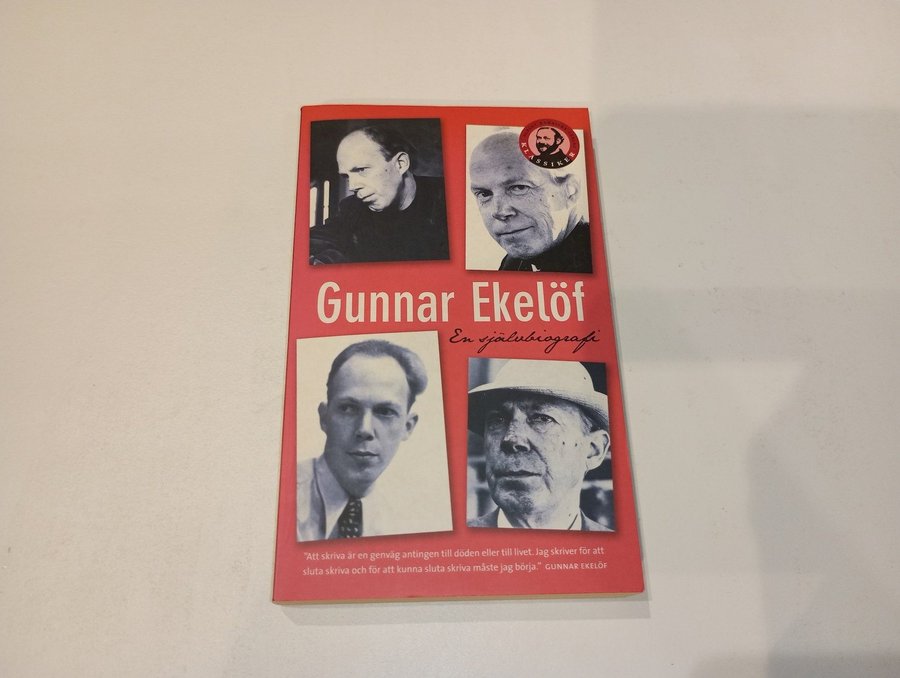 KLASSIKER
Gunnar Ekelöf
En självbiografi
"Att skriva är en genväg antingen till döden eller till livet. Jag skriver för att
sluta skriva och för att kunna sluta skriva måste jag börja." GUNNAR EKELÖF